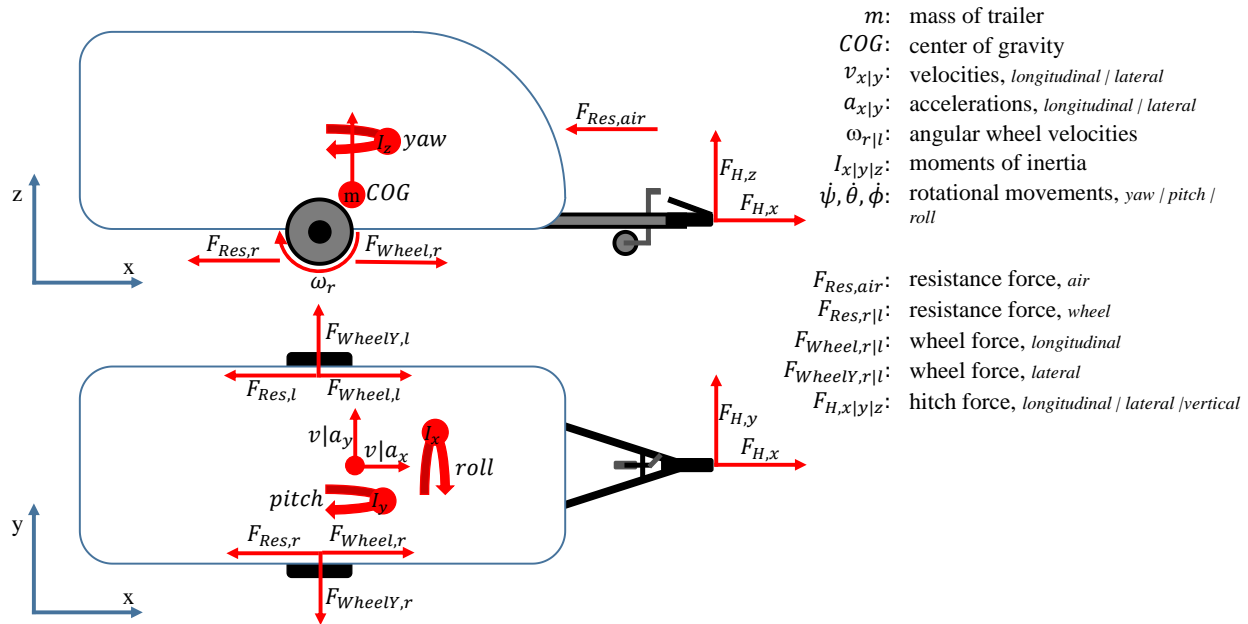 m: mass of trailer
COG: center of gravity
v_{x|y}: velocities, longitudinal / lateral
a_{x|y}: accelerations, longitudinal / lateral
ω_{r|l}: angular wheel velocities
I_{x|y|z}: moments of inertia
ψ̇, θ̇, ϕ̇: rotational movements, yaw / pitch /
roll
F_{Res,air}: resistance force, air
F_{Res,r|l}: resistance force, wheel
F_{Wheel,r|l}: wheel force, longitudinal
F_{WheelY,r|l}: wheel force, lateral
F_{H,x|y|z}: hitch force, longitudinal / lateral /vertical
F_{Res,air}
I_z yaw
F_{H,z}
z
m COG
F_{H,x}
F_{Res,r}
F_{Wheel,r}
x
ω_r
F_{WheelY,l}
F_{Res,l}
F_{Wheel,l}
F_{H,y}
v|a_y
I_x
v|a_x
F_{H,x}
roll
pitch
I_y
y
F_{Res,r}
F_{Wheel,r}
x
F_{WheelY,r}